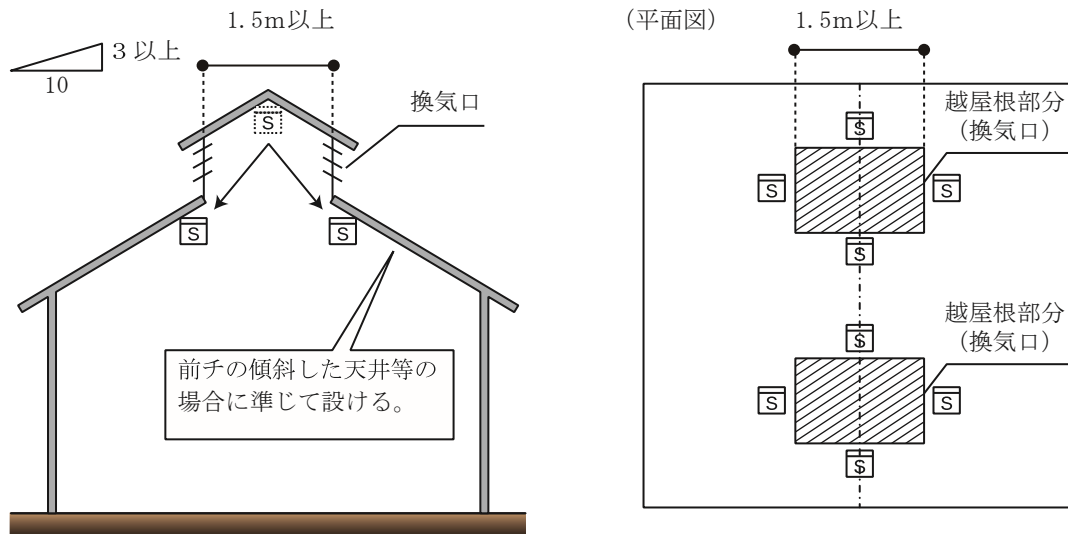 1.5m以上
3以上
10
換気口
S
S
S
前チの傾斜した天井等の
場合に準じて設ける。
(平面図)
1.5m以上
越屋根部分
(換気口)
S
S
S
S
越屋根部分
(換気口)
S
S
S
S